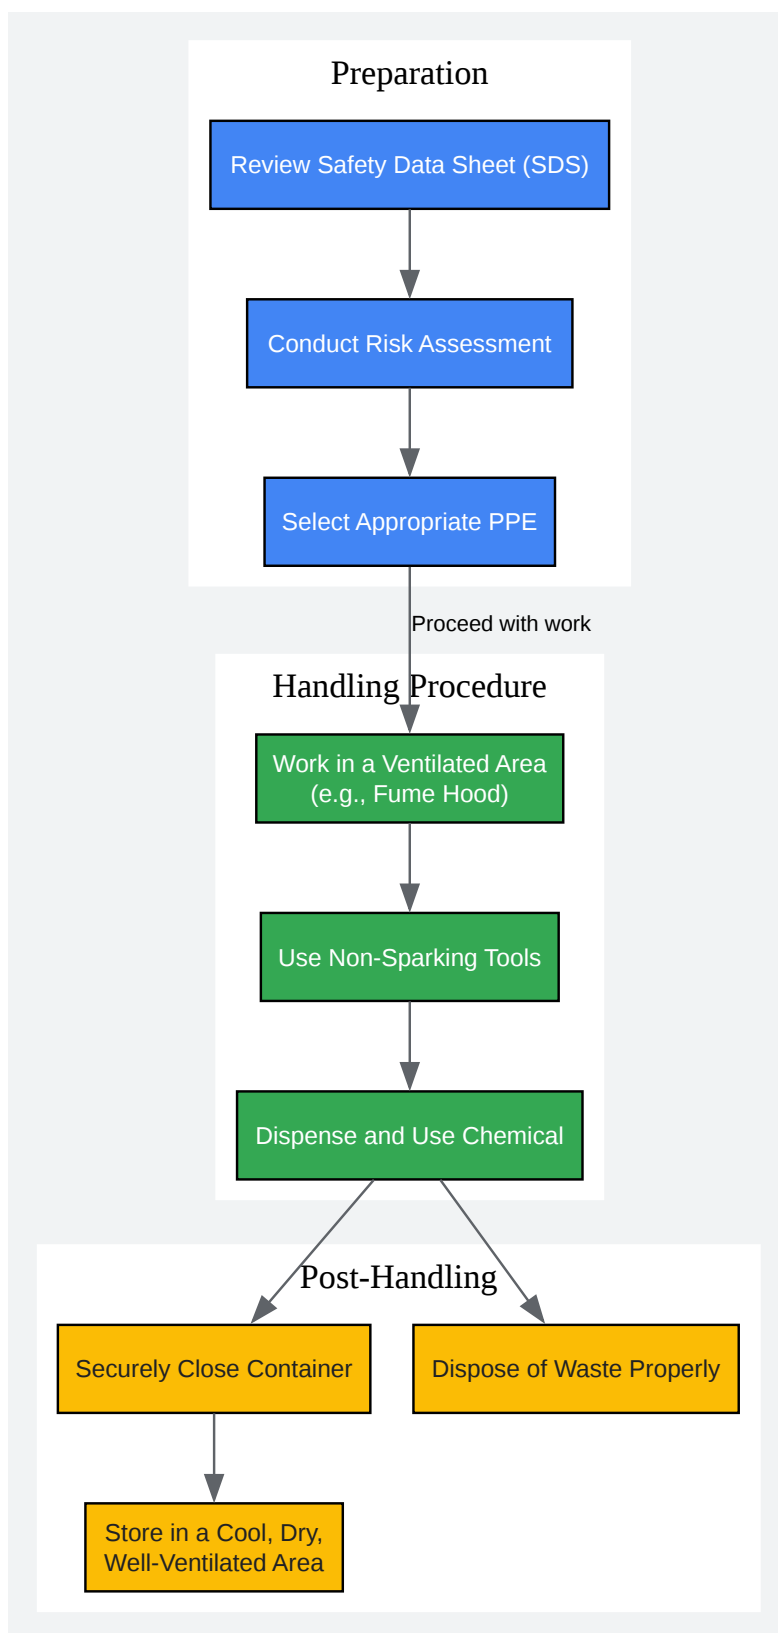 Preparation
Review Safety Data Sheet (SDS)
Conduct Risk Assessment
Select Appropriate PPE
Proceed with work
Handling Procedure
Work in a Ventilated Area
(e.g., Fume Hood)
Use Non-Sparking Tools
Dispense and Use Chemical
Post-Handling
Securely Close Container
Dispose of Waste Properly
Store in a Cool, Dry,
Well-Ventilated Area